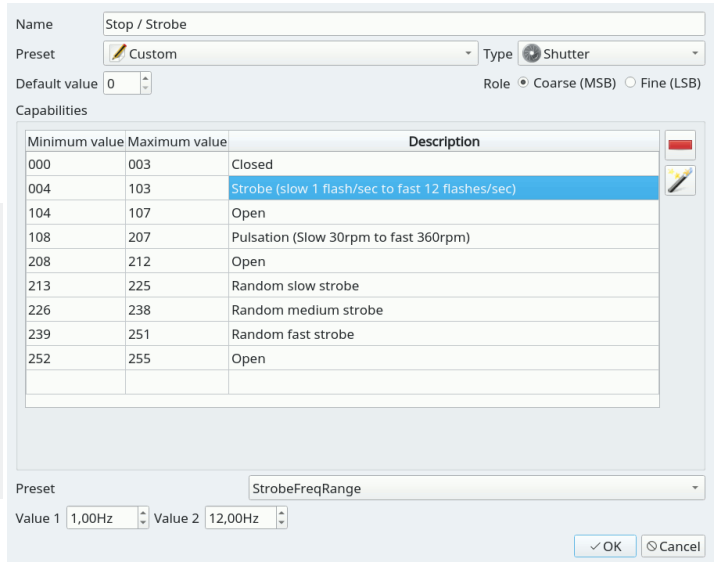 Name Stop / Strobe
Preset Custom Type Shutter
Default value 0 Role Coarse (MSB) Fine (LSB)
Capabilities
Minimum value Maximum value Description
000 003 Closed
004 103 Strobe (slow 1 flash/sec to fast 12 flashes/sec)
104 107 Open
108 207 Pulsation (Slow 30rpm to fast 360rpm)
208 212 Open
213 225 Random slow strobe
226 238 Random medium strobe
239 251 Random fast strobe
252 255 Open
Preset StrobeFreqRange
Value 1 1,00Hz Value 2 12,00Hz
OK Cancel